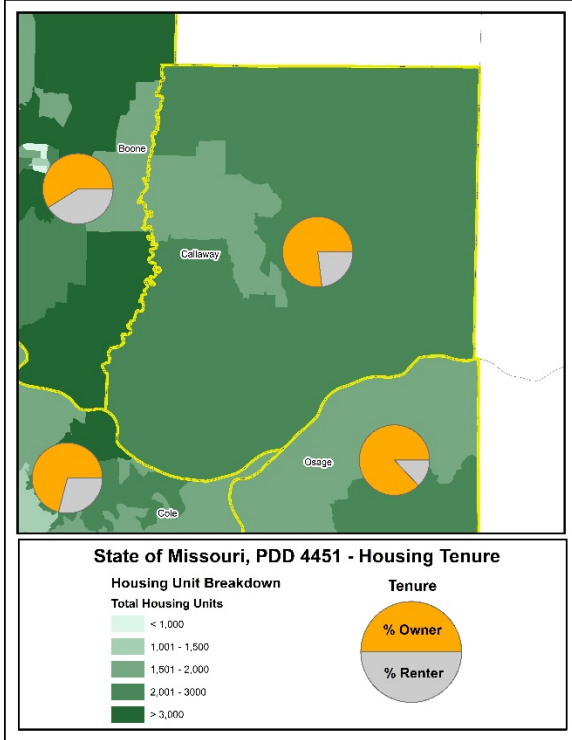 Boone
Callaway
Osage
Cole
State of Missouri, PDD 4451 - Housing Tenure
Housing Unit Breakdown
Total Housing Units
< 1,000
1,001 - 1,500
1,501 - 2,000
2,001 - 3000
> 3,000
Tenure
% Owner
% Renter